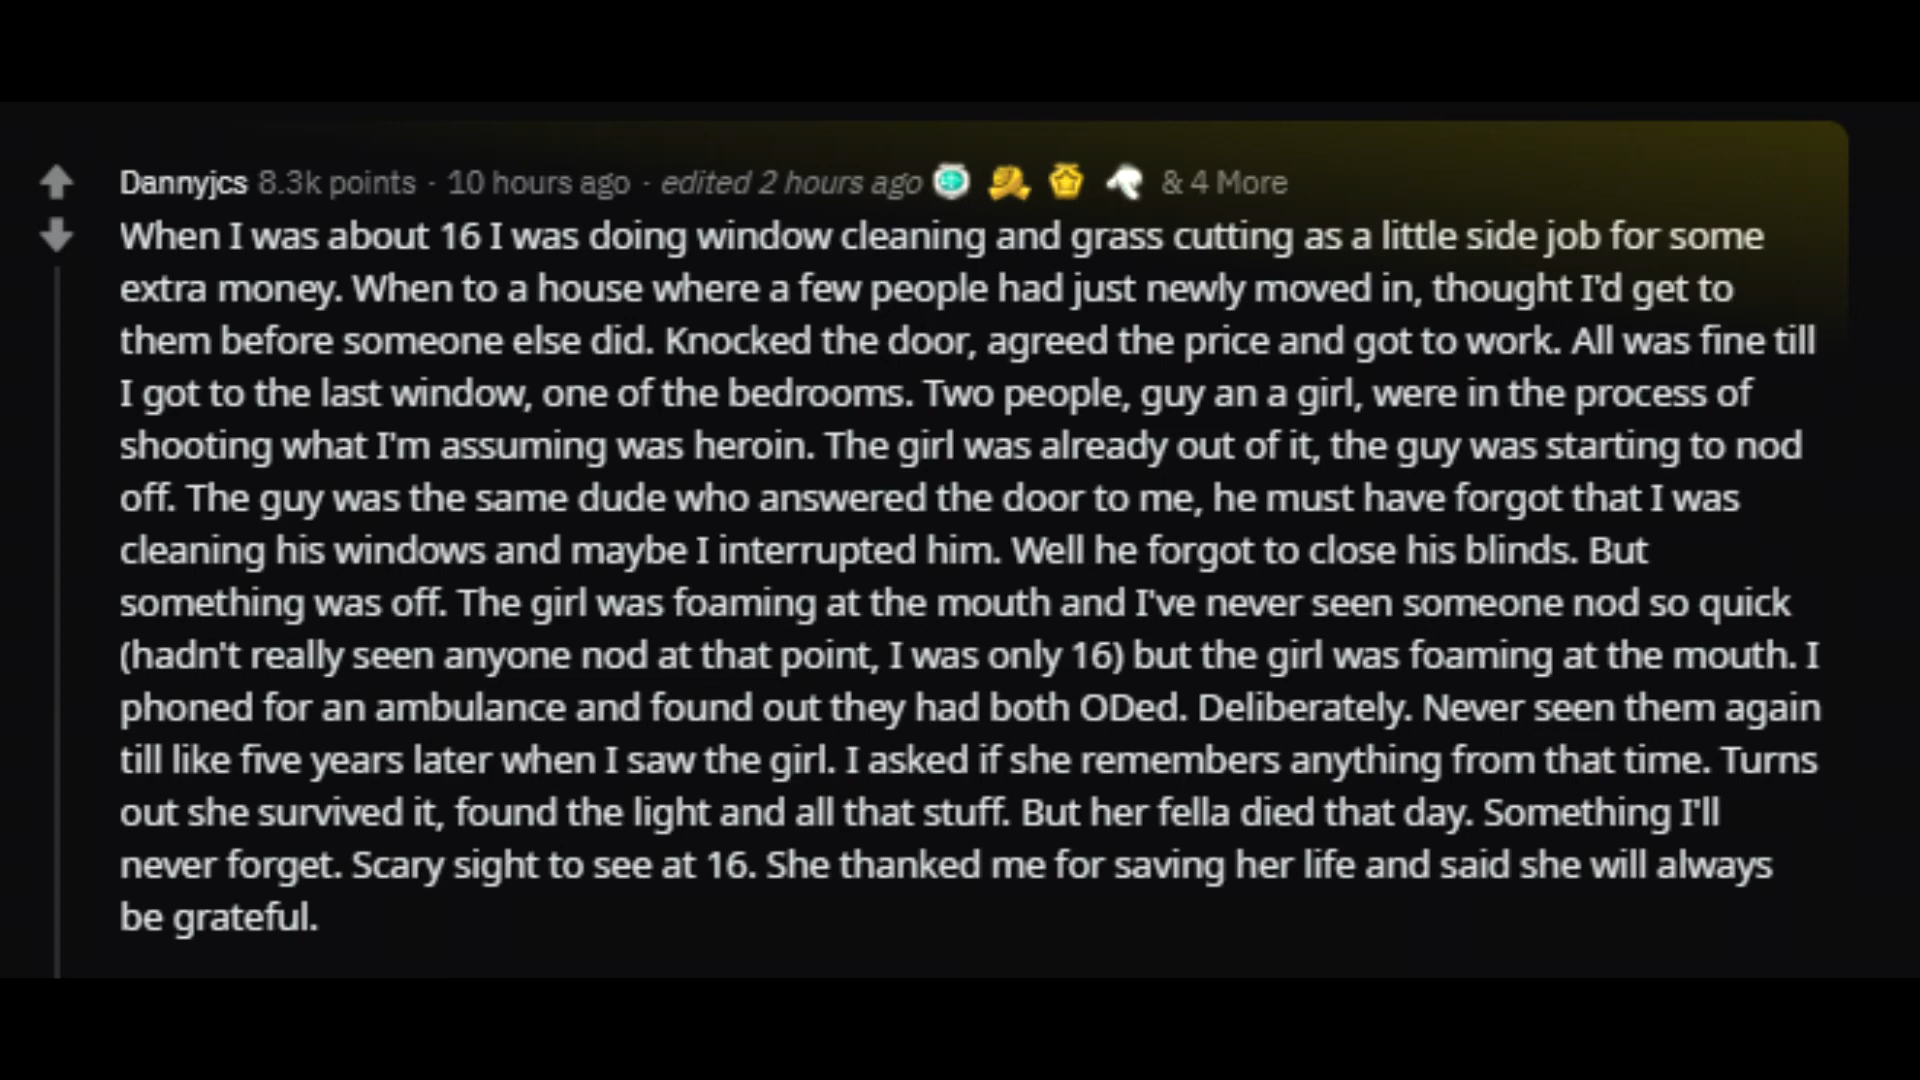 Dannyjcs 8.3k points · 10 hours ago · edited 2 hours ago & 4 More
When I was about 16 I was doing window cleaning and grass cutting as a little side job for some
extra money. When to a house where a few people had just newly moved in, thought I'd get to
them before someone else did. Knocked the door, agreed the price and got to work. All was fine till
I got to the last window, one of the bedrooms. Two people, guy an a girl, were in the process of
shooting what I'm assuming was heroin. The girl was already out of it, the guy was starting to nod
off. The guy was the same dude who answered the door to me, he must have forgot that I was
cleaning his windows and maybe I interrupted him. Well he forgot to close his blinds. But
something was off. The girl was foaming at the mouth and I've never seen someone nod so quick
(hadn't really seen anyone nod at that point, I was only 16) but the girl was foaming at the mouth. I
phoned for an ambulance and found out they had both ODed. Deliberately. Never seen them again
till like five years later when I saw the girl. I asked if she remembers anything from that time. Turns
out she survived it, found the light and all that stuff. But her fella died that day. Something I'll
never forget. Scary sight to see at 16. She thanked me for saving her life and said she will always
be grateful.